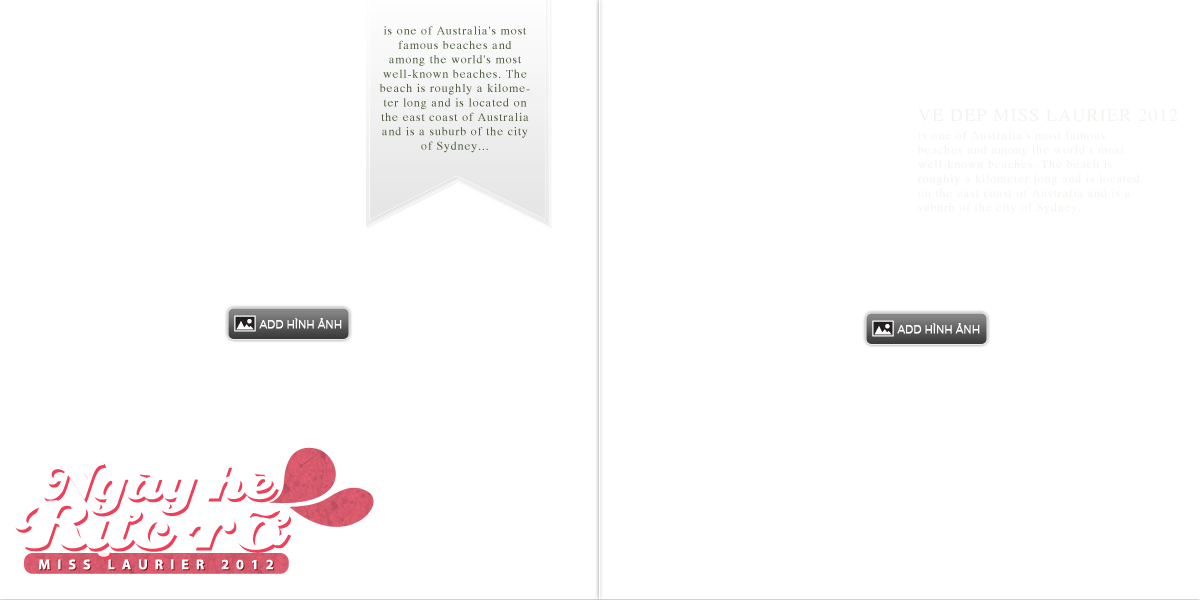 is one of Australia's most
famous beaches and
among the world's most
well-known beaches. The
beach is roughly a kilome-
ter long and is located on
the east coast of Australia
and is a suburb of the city
of Sydney...
ADD HÌNH ẢNH
Ngày hè
Rực rỡ
MISS LAURIER 2012
VE DEP MISS LAURIER 2012
is one of Australia's most famous
beaches and among the world's most
well-known beaches. The beach is
roughly a kilometer long and is located
on the east coast of Australia and is a
suburb of the city of Sydney.
ADD HÌNH ẢNH